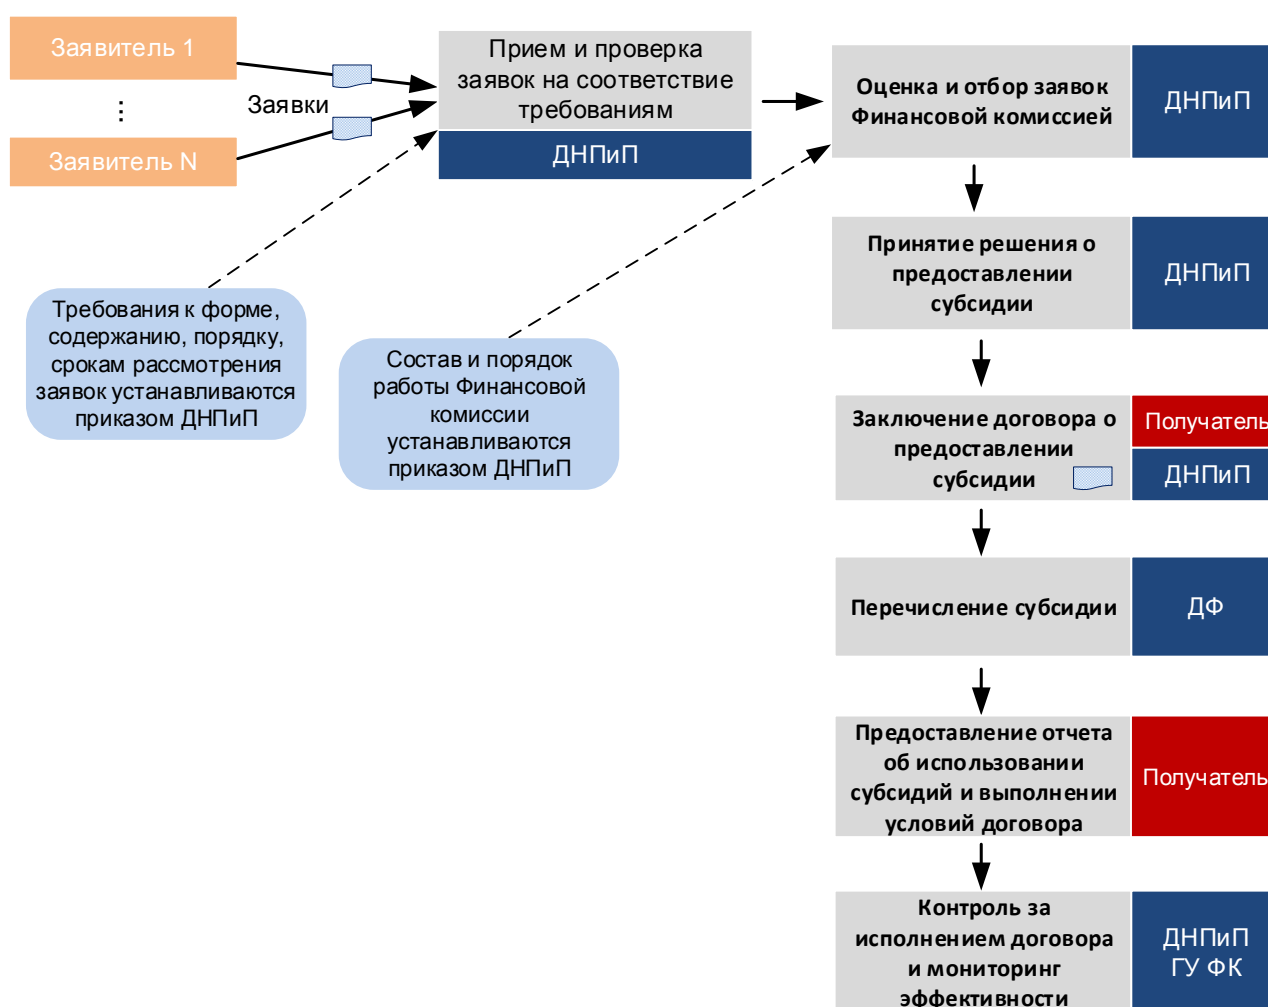 Заявитель 1
⋮
Заявитель N
Заявки
Прием и проверка
заявок на соответствие
требованиям
ДНПиП
Оценка и отбор заявок
Финансовой комиссией
ДНПиП
Принятие решения о
предоставлении
субсидии
ДНПиП
Требования к форме,
содержанию, порядку,
срокам рассмотрения
заявок устанавливаются
приказом ДНПиП
Состав и порядок
работы Финансовой
комиссии
устанавливаются
приказом ДНПиП
Заключение договора о
предоставлении
субсидии
Получатель
ДНПиП
Перечисление субсидии
ДФ
Предоставление отчета
об использовании
субсидий и выполнении
условий договора
Получатель
Контроль за
исполнением договора
и мониторинг
эффективности
ДНПиП
ГУ ФК